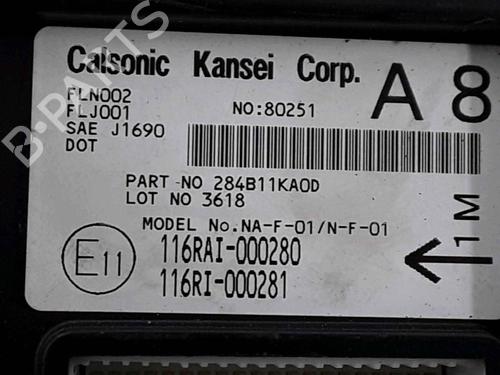 Calsonic Kansei Corp.
A 8
FLN002
FLJ001
NO:80251
SAE J1690
DOT
PART NO 284B11KA0D
LOT NO 3618
MODEL No.NA-F-01/N-F-01
E11
116RAI-000280
116RI-000281
1M
B-PARTS